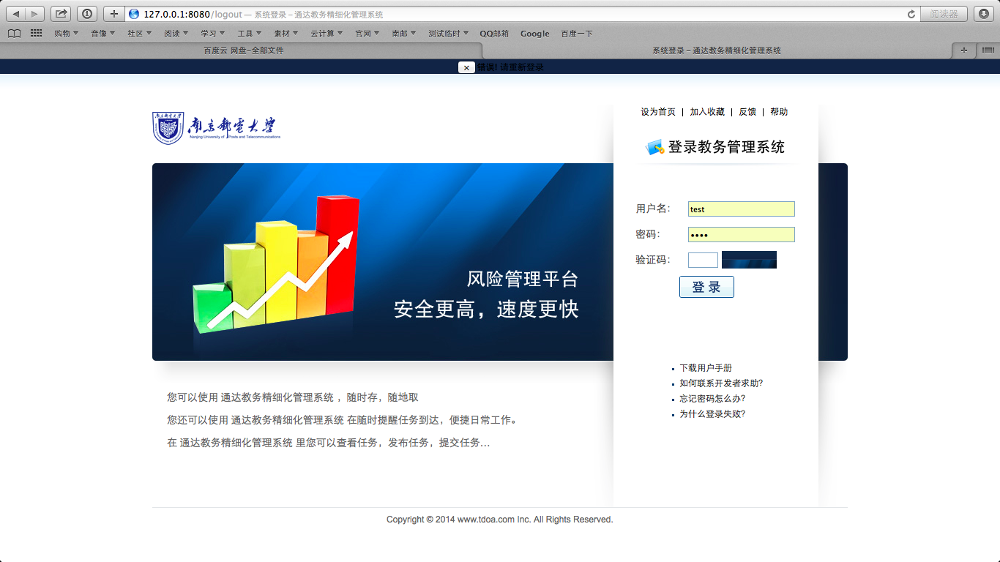 127.0.0.1:8080/logout — 系统登录 – 通达教务精细化管理系统
阅读器
购物 音像 社区 阅读 学习 工具 素材 云计算 官网 南邮 测试临时 QQ邮箱 Google 百度一下
百度云 网盘-全部文件
系统登录 – 通达教务精细化管理系统
× 错误! 请重新登录
设为首页 | 加入收藏 | 反馈 | 帮助
南京邮电大学
Nanjing University of Posts and Telecommunications
登录教务管理系统
用户名：
test
密码：
验证码：
登 录
风险管理平台
安全更高，速度更快
下载用户手册
如何联系开发者求助?
忘记密码怎么办?
为什么登录失败?
您可以使用 通达教务精细化管理系统 ，随时存，随地取
您还可以使用 通达教务精细化管理系统 在随时提醒任务到达，便捷日常工作。
在 通达教务精细化管理系统 里您可以查看任务，发布任务，提交任务...
Copyright © 2014 www.tdoa.com Inc. All Rights Reserved.